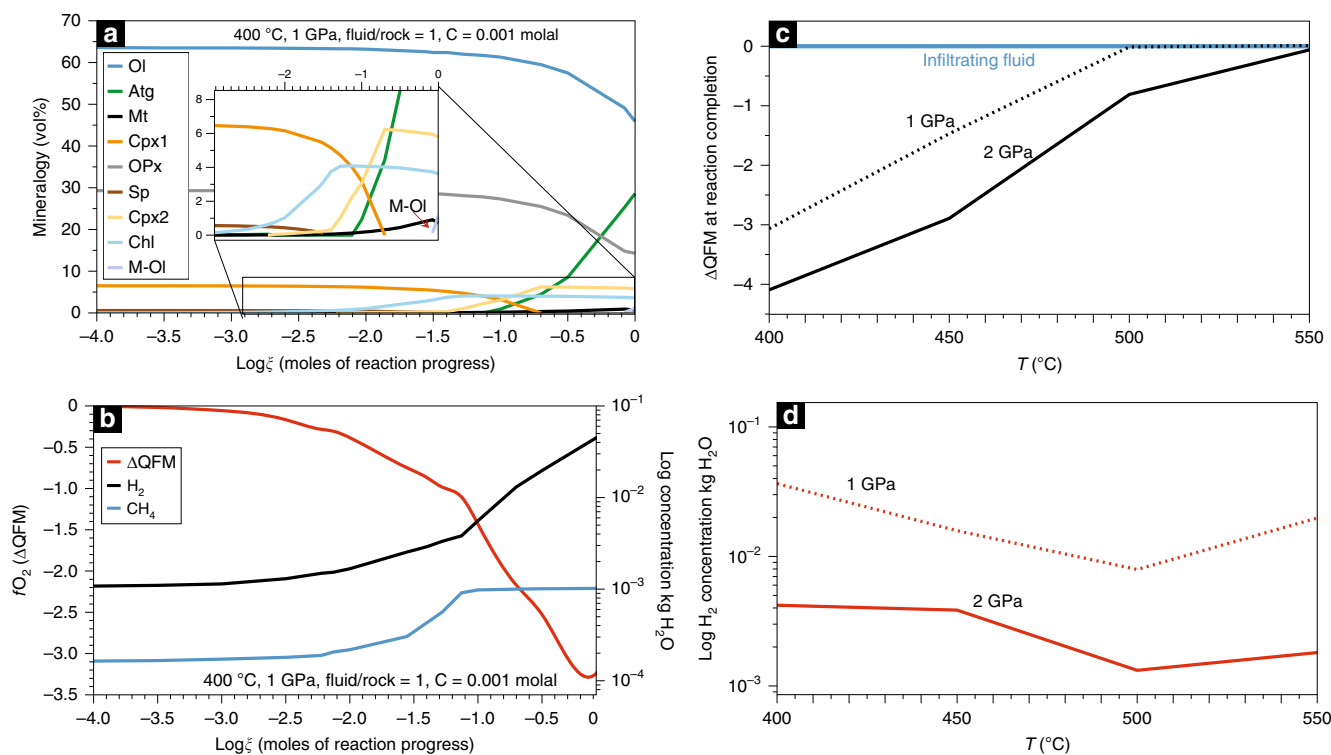 a
400 °C, 1 GPa, fluid/rock = 1, C = 0.001 molal
Mineralogy (vol%)
70
60
50
40
30
20
10
0
Ol
Atg
Mt
Cpx1
OPx
Sp
Cpx2
Chl
M-Ol
−2
−1
0
8
6
4
2
0
M-Ol
−4.0
−3.5
−3.0
−2.5
−2.0
−1.5
−1.0
−0.5
0
Logξ (moles of reaction progress)
b
fO2 (ΔQFM)
0
−0.5
−1.0
−1.5
−2.0
−2.5
−3.0
−3.5
ΔQFM
H2
CH4
10−1
10−2
10−3
10−4
Log concentration kg H2O
400 °C, 1 GPa, fluid/rock = 1, C = 0.001 molal
−4.0
−3.5
−3.0
−2.5
−2.0
−1.5
−1.0
−0.5
0
Logξ (moles of reaction progress)
c
Infiltrating fluid
1 GPa
2 GPa
ΔQFM at reaction completion
0
−1
−2
−3
−4
400
450
500
550
T (°C)
d
Log H2 concentration kg H2O
10−1
10−2
10−3
1 GPa
2 GPa
400
450
500
550
T (°C)